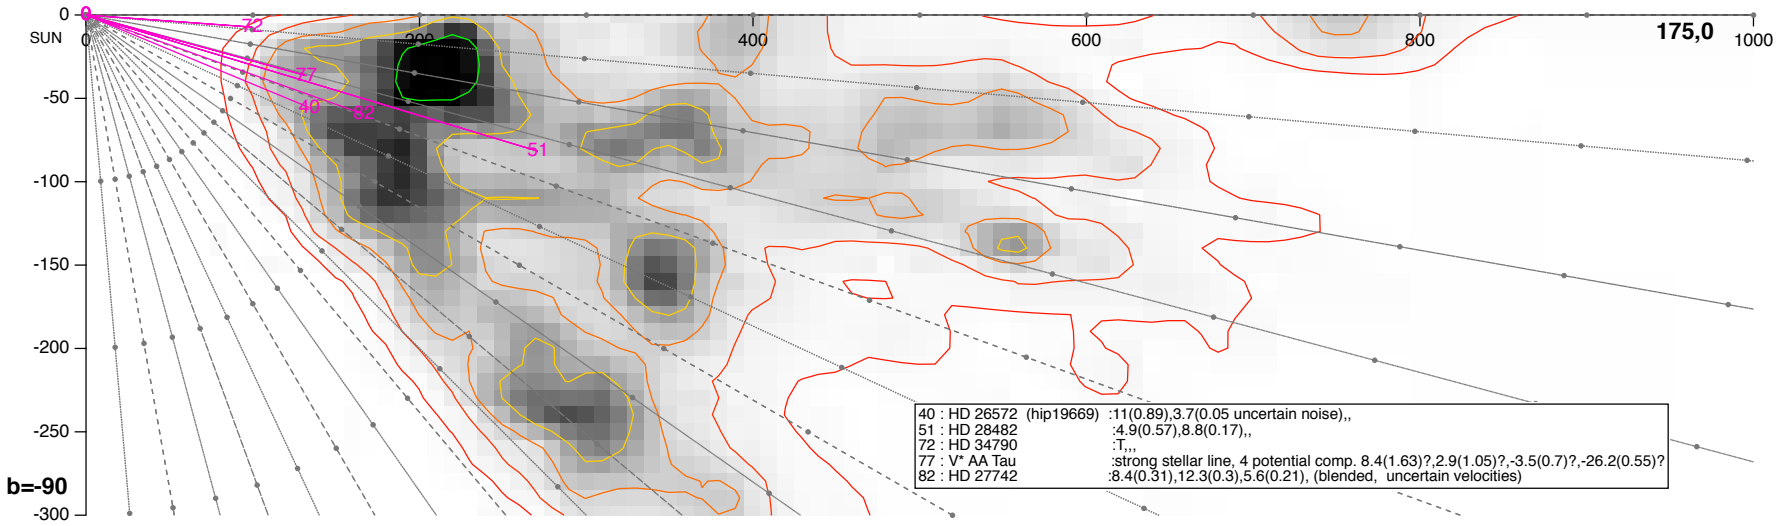 0
0
72
SUN
0
200
400
600
800
175,0
1000
77
-50
40
82
51
-100
-150
-200
-250
b=-90
-300
40 : HD 26572 (hip19669) :11(0.89),3.7(0.05 uncertain noise),,
51 : HD 28482 :4.9(0.57),8.8(0.17),,
72 : HD 34790 :T,,,
77 : V* AA Tau :strong stellar line, 4 potential comp. 8.4(1.63)?,2.9(1.05)?,-3.5(0.7)?,-26.2(0.55)?
82 : HD 27742 :8.4(0.31),12.3(0.3),5.6(0.21), (blended, uncertain velocities)